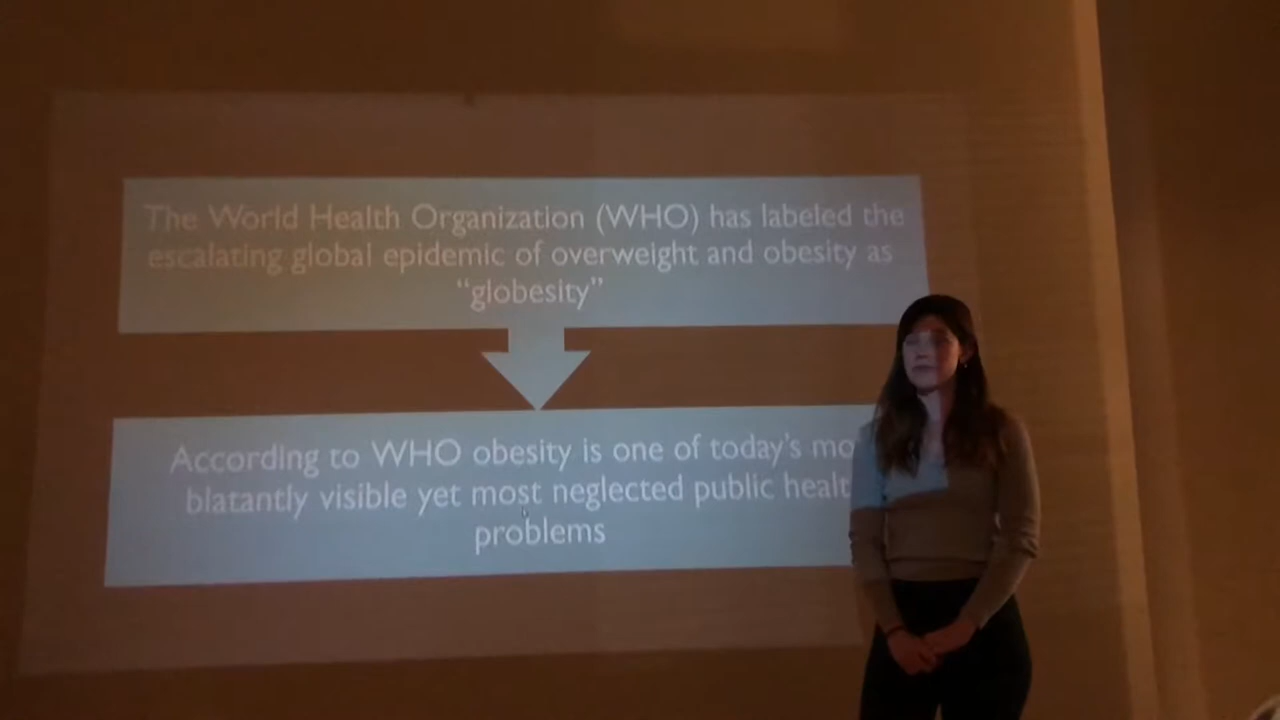 The World Health Organization (WHO) has labeled the
escalating global epidemic of overweight and obesity as
“globesity”
According to WHO obesity is one of today’s mo
blatantly visible yet most neglected public healt
problems